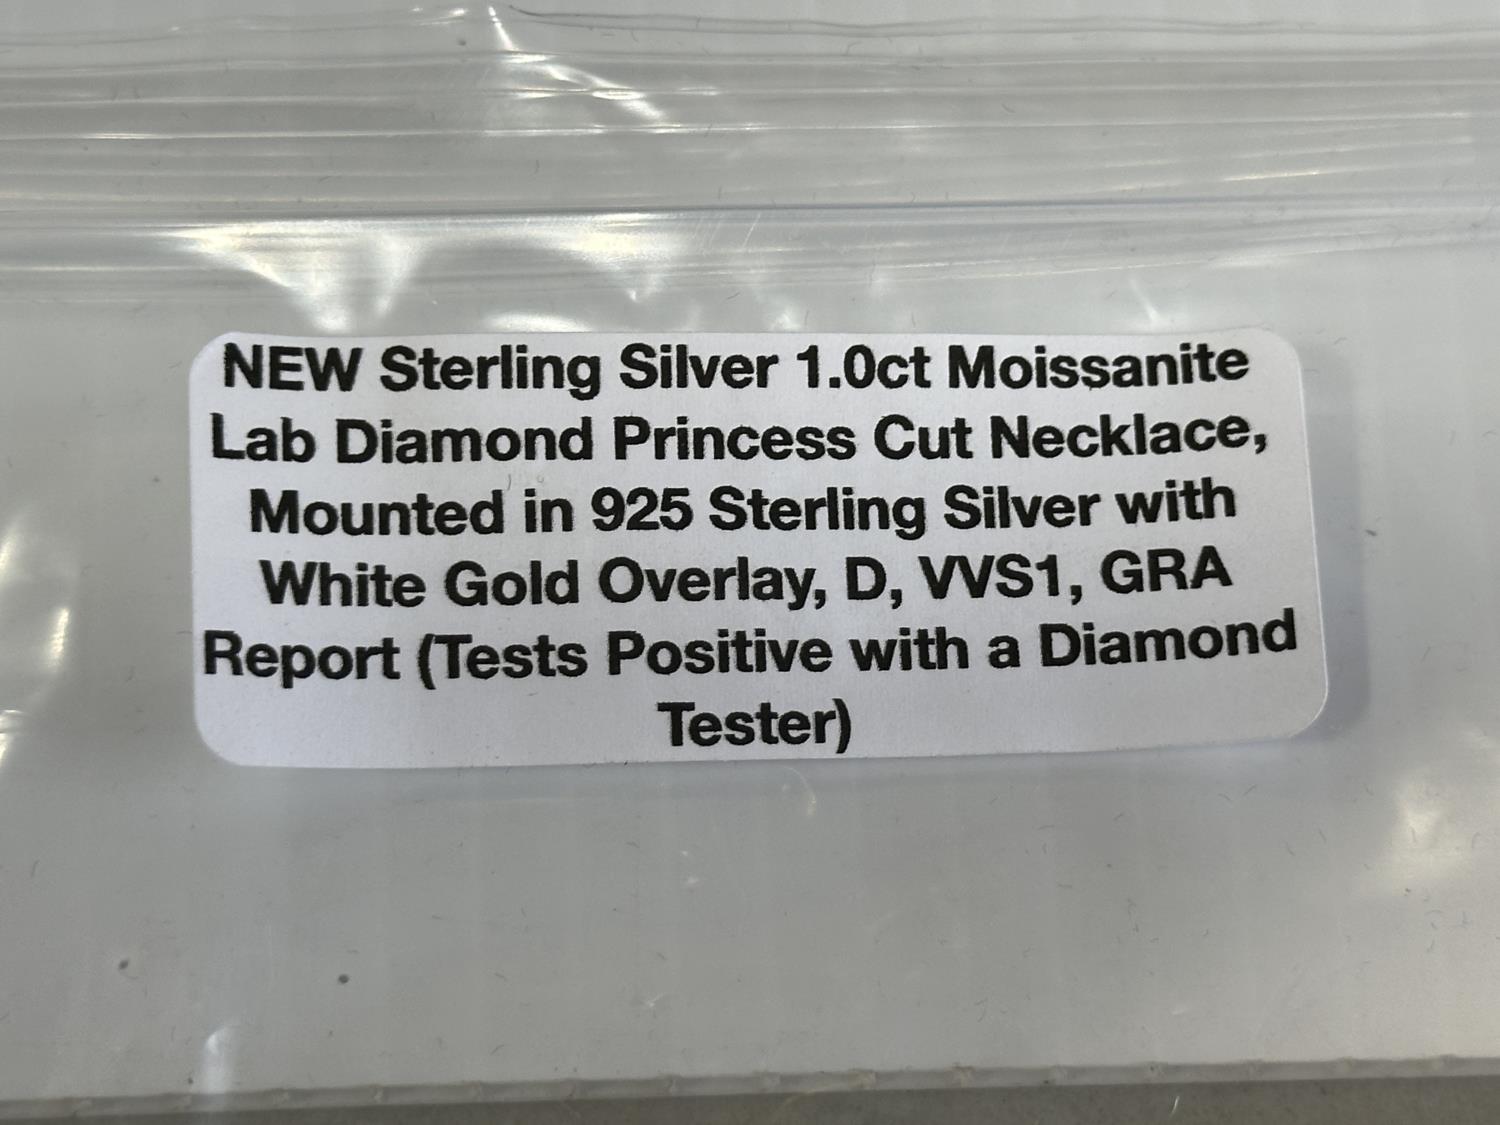 NEW Sterling Silver 1.0ct Moissanite
Lab Diamond Princess Cut Necklace,
Mounted in 925 Sterling Silver with
White Gold Overlay, D, VVS1, GRA
Report (Tests Positive with a Diamond
Tester)